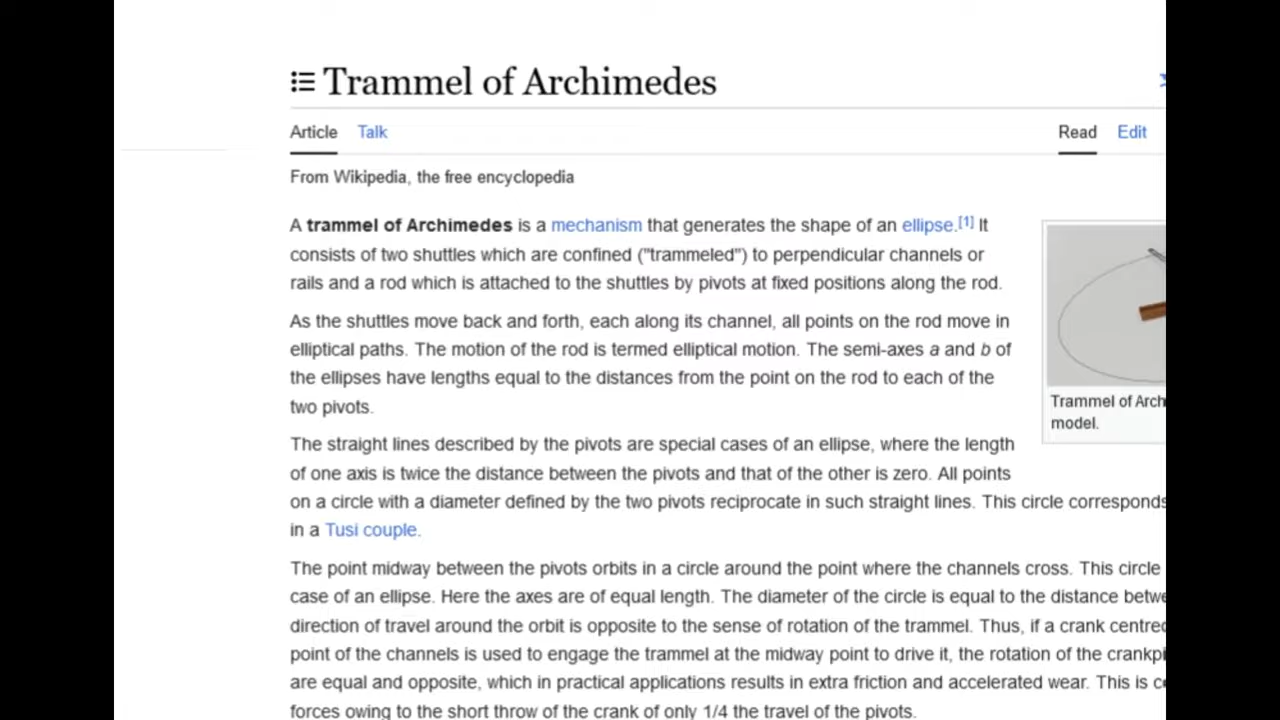 Trammel of Archimedes
Article Talk Read Edit
From Wikipedia, the free encyclopedia
A trammel of Archimedes is a mechanism that generates the shape of an ellipse.[1] It
consists of two shuttles which are confined ("trammeled") to perpendicular channels or
rails and a rod which is attached to the shuttles by pivots at fixed positions along the rod.
As the shuttles move back and forth, each along its channel, all points on the rod move in
elliptical paths. The motion of the rod is termed elliptical motion. The semi-axes a and b of
the ellipses have lengths equal to the distances from the point on the rod to each of the
two pivots.
Trammel of Arch
model.
The straight lines described by the pivots are special cases of an ellipse, where the length
of one axis is twice the distance between the pivots and that of the other is zero. All points
on a circle with a diameter defined by the two pivots reciprocate in such straight lines. This circle corresponds
in a Tusi couple.
The point midway between the pivots orbits in a circle around the point where the channels cross. This circle
case of an ellipse. Here the axes are of equal length. The diameter of the circle is equal to the distance betwe
direction of travel around the orbit is opposite to the sense of rotation of the trammel. Thus, if a crank centred
point of the channels is used to engage the trammel at the midway point to drive it, the rotation of the crankpi
are equal and opposite, which in practical applications results in extra friction and accelerated wear. This is c
forces owing to the short throw of the crank of only 1/4 the travel of the pivots.